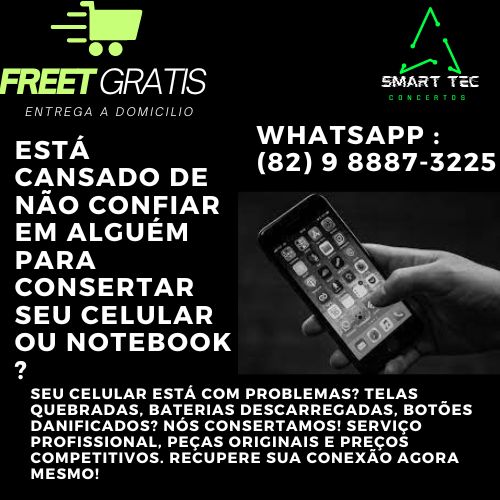 FREET GRATIS
ENTREGA A DOMICILIO
SMART TEC
CONCERTOS
WHATSAPP :
(82) 9 8887-3225
ESTÁ
CANSADO DE
NÃO CONFIAR
EM ALGUÉM
PARA
CONSERTAR
SEU CELULAR
OU NOTEBOOK
?
SEU CELULAR ESTÁ COM PROBLEMAS? TELAS
QUEBRADAS, BATERIAS DESCARREGADAS, BOTÕES
DANIFICADOS? NÓS CONSERTAMOS! SERVIÇO
PROFISSIONAL, PEÇAS ORIGINAIS E PREÇOS
COMPETITIVOS. RECUPERE SUA CONEXÃO AGORA
MESMO!